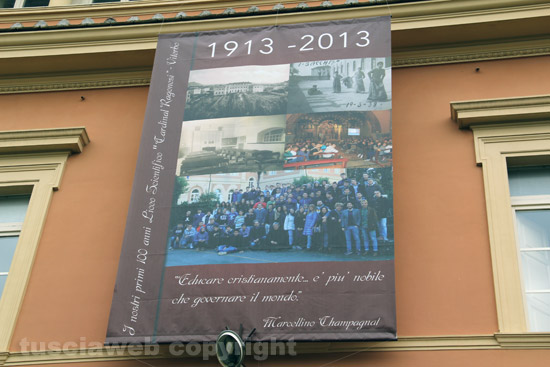 1913 - 2013
I nostri primi 100 anni Liceo Scientifico "Cardinal Ragonesi" - Viterbo
"Educare cristianamente... e' piu' nobile
che governare il mondo."
Marcellino Champagnat
tusciaweb copyright